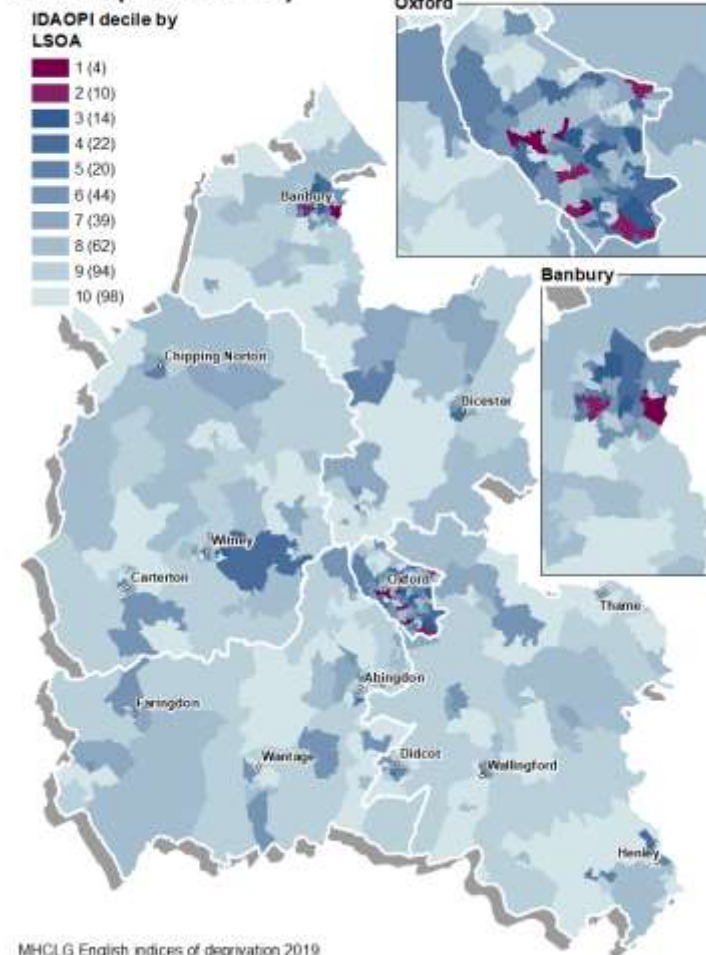 IDAOPI decile by
LSOA
1 (4)
2 (10)
3 (14)
4 (22)
5 (20)
6 (44)
7 (39)
8 (62)
9 (94)
10 (98)
Oxford
Banbury
Banbury
Chipping Norton
Bicester
Witney
Carterton
Oxford
Thame
Abingdon
Faringdon
Wantage
Didcot
Wallingford
Henley
MHCLG English indices of deprivation 2019